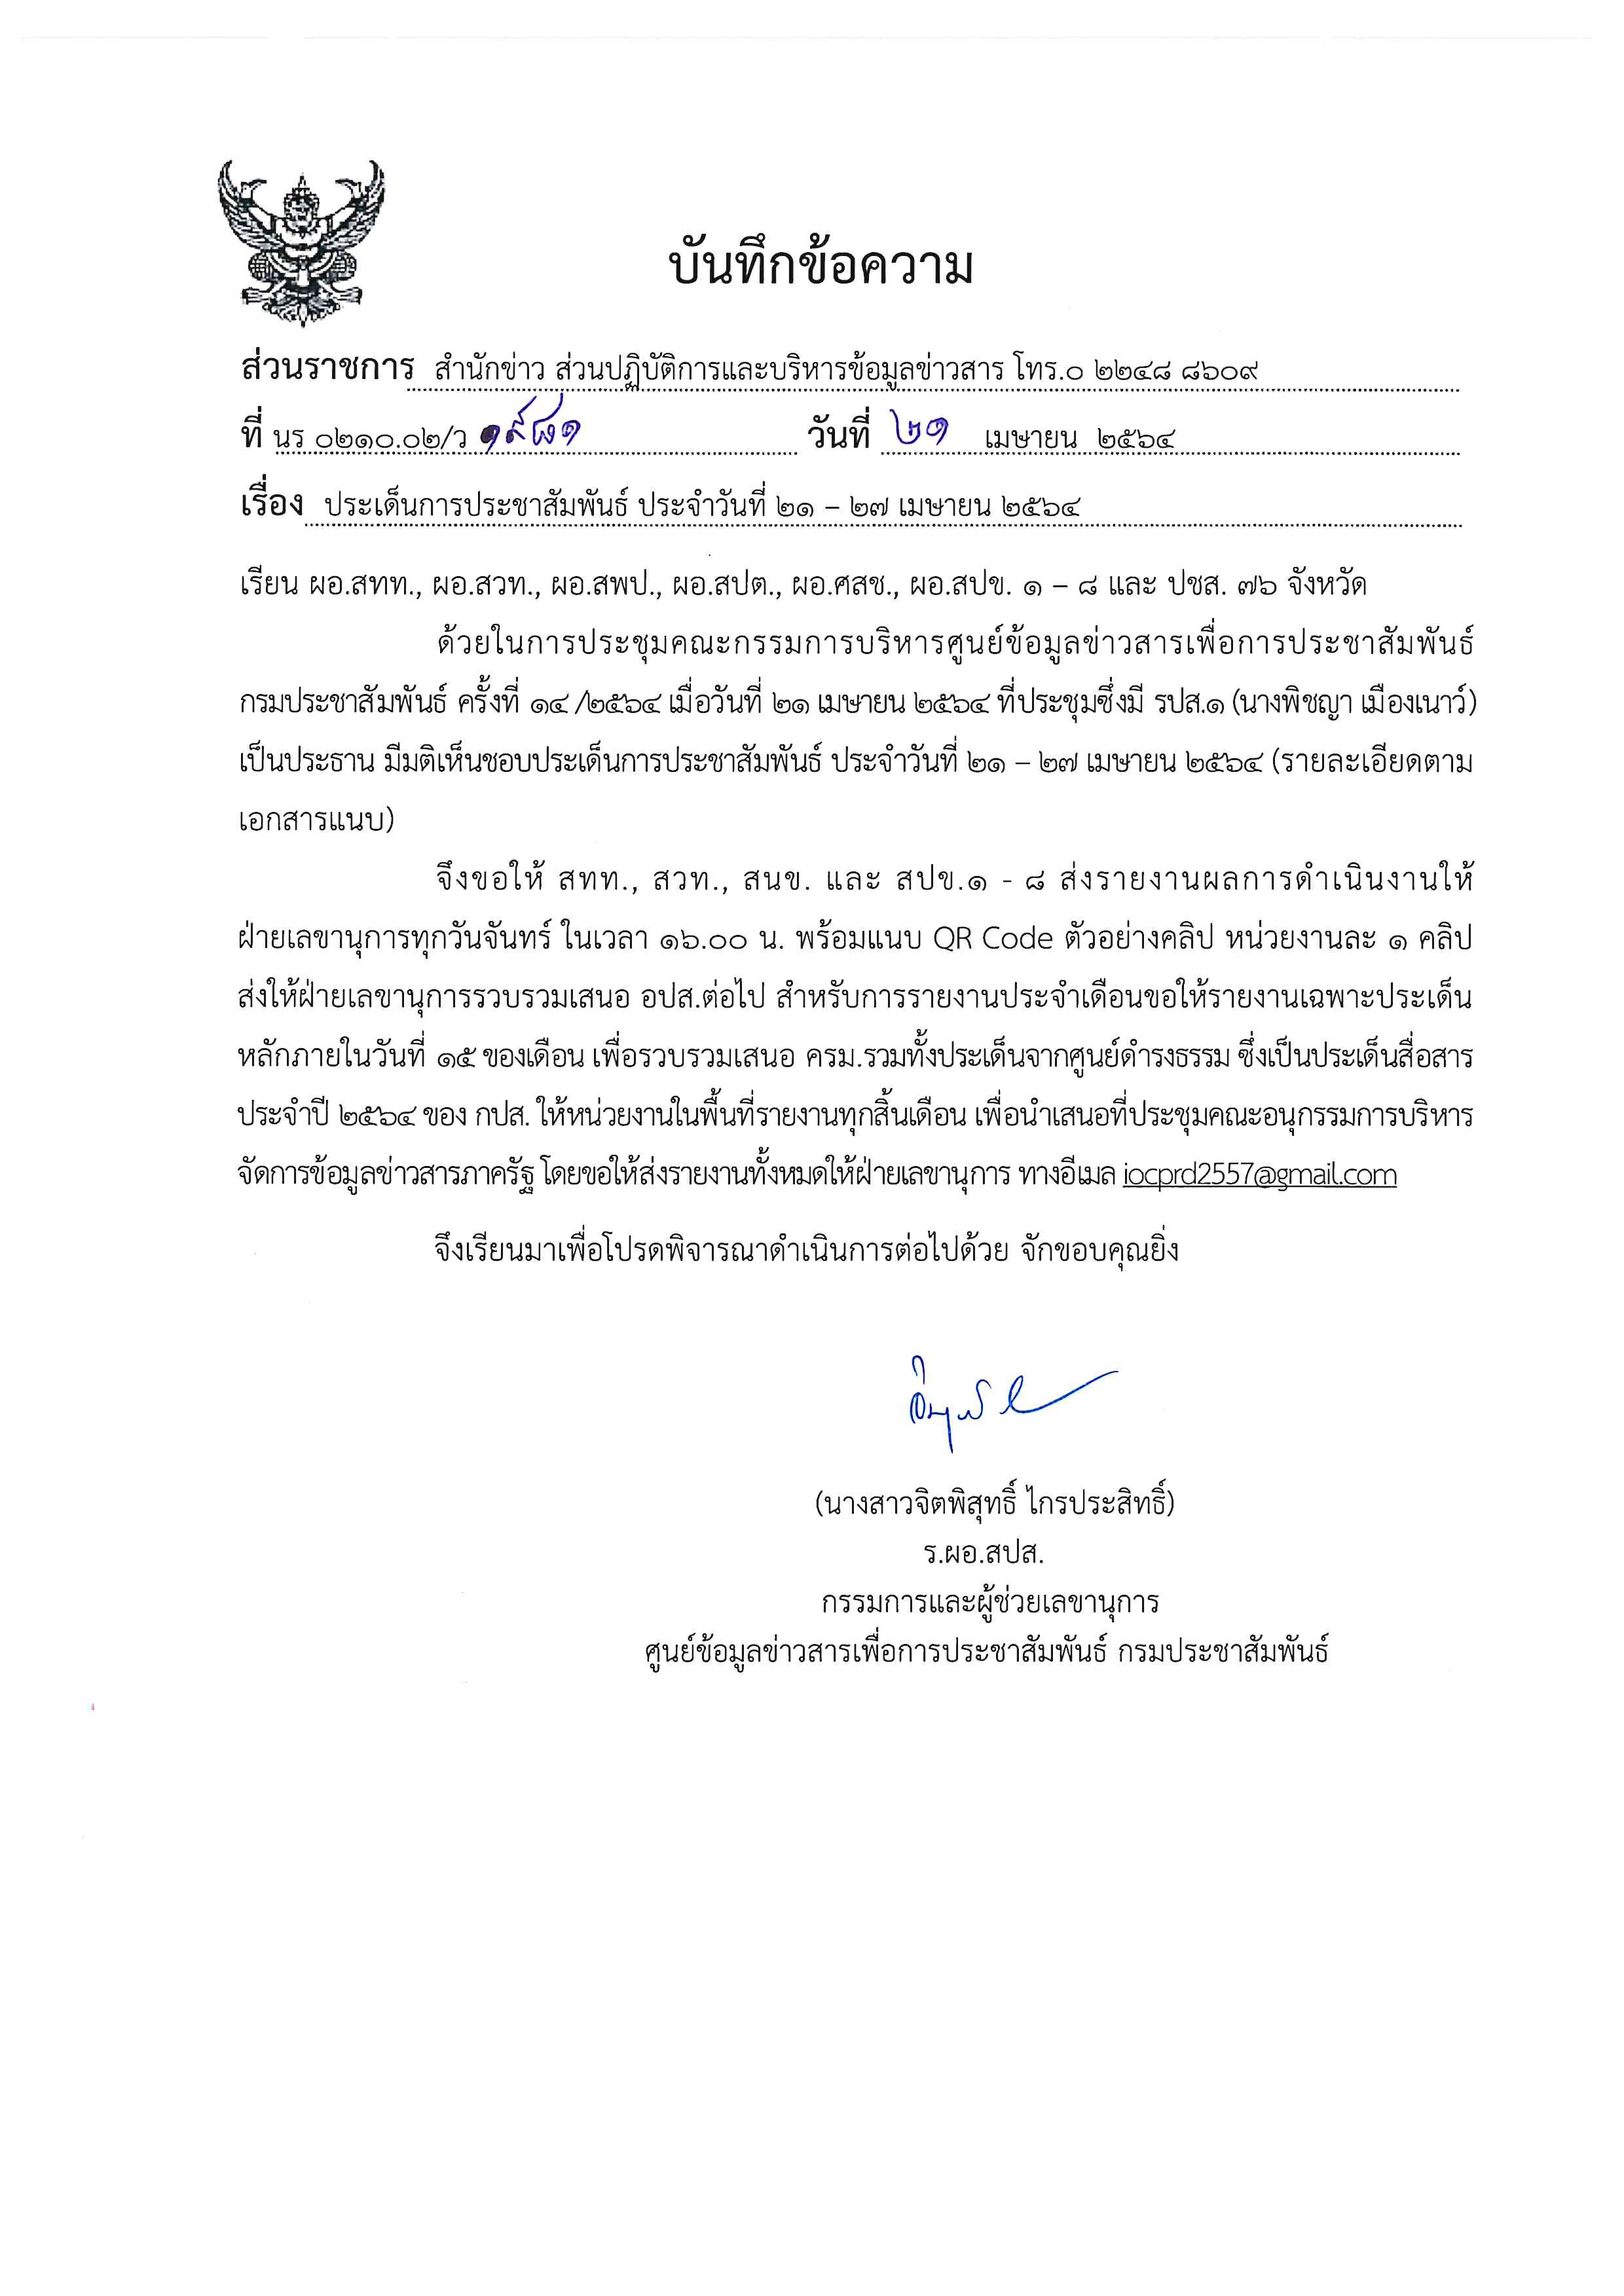 บันทึกข้อความ
ส่วนราชการ สำนักข่าว ส่วนปฏิบัติการและบริหารข้อมูลข่าวสาร โทร.๐ ๒๒๔๘ ๘๖๐๙
ที่ นร ๐๒๑๐.๐๒/ว ๑๙๘๑ วันที่ ๒๑ เมษายน ๒๕๖๔
เรื่อง ประเด็นการประชาสัมพันธ์ ประจำวันที่ ๒๑ – ๒๗ เมษายน ๒๕๖๔
เรียน ผอ.สทท., ผอ.สวท., ผอ.สพป., ผอ.สปต., ผอ.ศสช., ผอ.สปข. ๑ – ๘ และ ปชส. ๗๖ จังหวัด
ด้วยในการประชุมคณะกรรมการบริหารศูนย์ข้อมูลข่าวสารเพื่อการประชาสัมพันธ์
กรมประชาสัมพันธ์ ครั้งที่ ๑๔ /๒๕๖๔ เมื่อวันที่ ๒๑ เมษายน ๒๕๖๔ ที่ประชุมซึ่งมี รปส.๑ (นางพิชญา เมืองเนาว์)
เป็นประธาน มีมติเห็นชอบประเด็นการประชาสัมพันธ์ ประจำวันที่ ๒๑ – ๒๗ เมษายน ๒๕๖๔ (รายละเอียดตาม
เอกสารแนบ)
จึงขอให้ สทท., สวท., สนข. และ สปข.๑ - ๘ ส่งรายงานผลการดำเนินงานให้
ฝ่ายเลขานุการทุกวันจันทร์ ในเวลา ๑๖.๐๐ น. พร้อมแนบ QR Code ตัวอย่างคลิป หน่วยงานละ ๑ คลิป
ส่งให้ฝ่ายเลขานุการรวบรวมเสนอ อปส.ต่อไป สำหรับการรายงานประจำเดือนขอให้รายงานเฉพาะประเด็น
หลักภายในวันที่ ๑๕ ของเดือน เพื่อรวบรวมเสนอ ครม.รวมทั้งประเด็นจากศูนย์ดำรงธรรม ซึ่งเป็นประเด็นสื่อสาร
ประจำปี ๒๕๖๔ ของ กปส. ให้หน่วยงานในพื้นที่รายงานทุกสิ้นเดือน เพื่อนำเสนอที่ประชุมคณะอนุกรรมการบริหาร
จัดการข้อมูลข่าวสารภาครัฐ โดยขอให้ส่งรายงานทั้งหมดให้ฝ่ายเลขานุการ ทางอีเมล iocprd2557@gmail.com
จึงเรียนมาเพื่อโปรดพิจารณาดำเนินการต่อไปด้วย จักขอบคุณยิ่ง
(นางสาวจิตพิสุทธิ์ ไกรประสิทธิ์)
ร.ผอ.สปส.
กรรมการและผู้ช่วยเลขานุการ
ศูนย์ข้อมูลข่าวสารเพื่อการประชาสัมพันธ์ กรมประชาสัมพันธ์